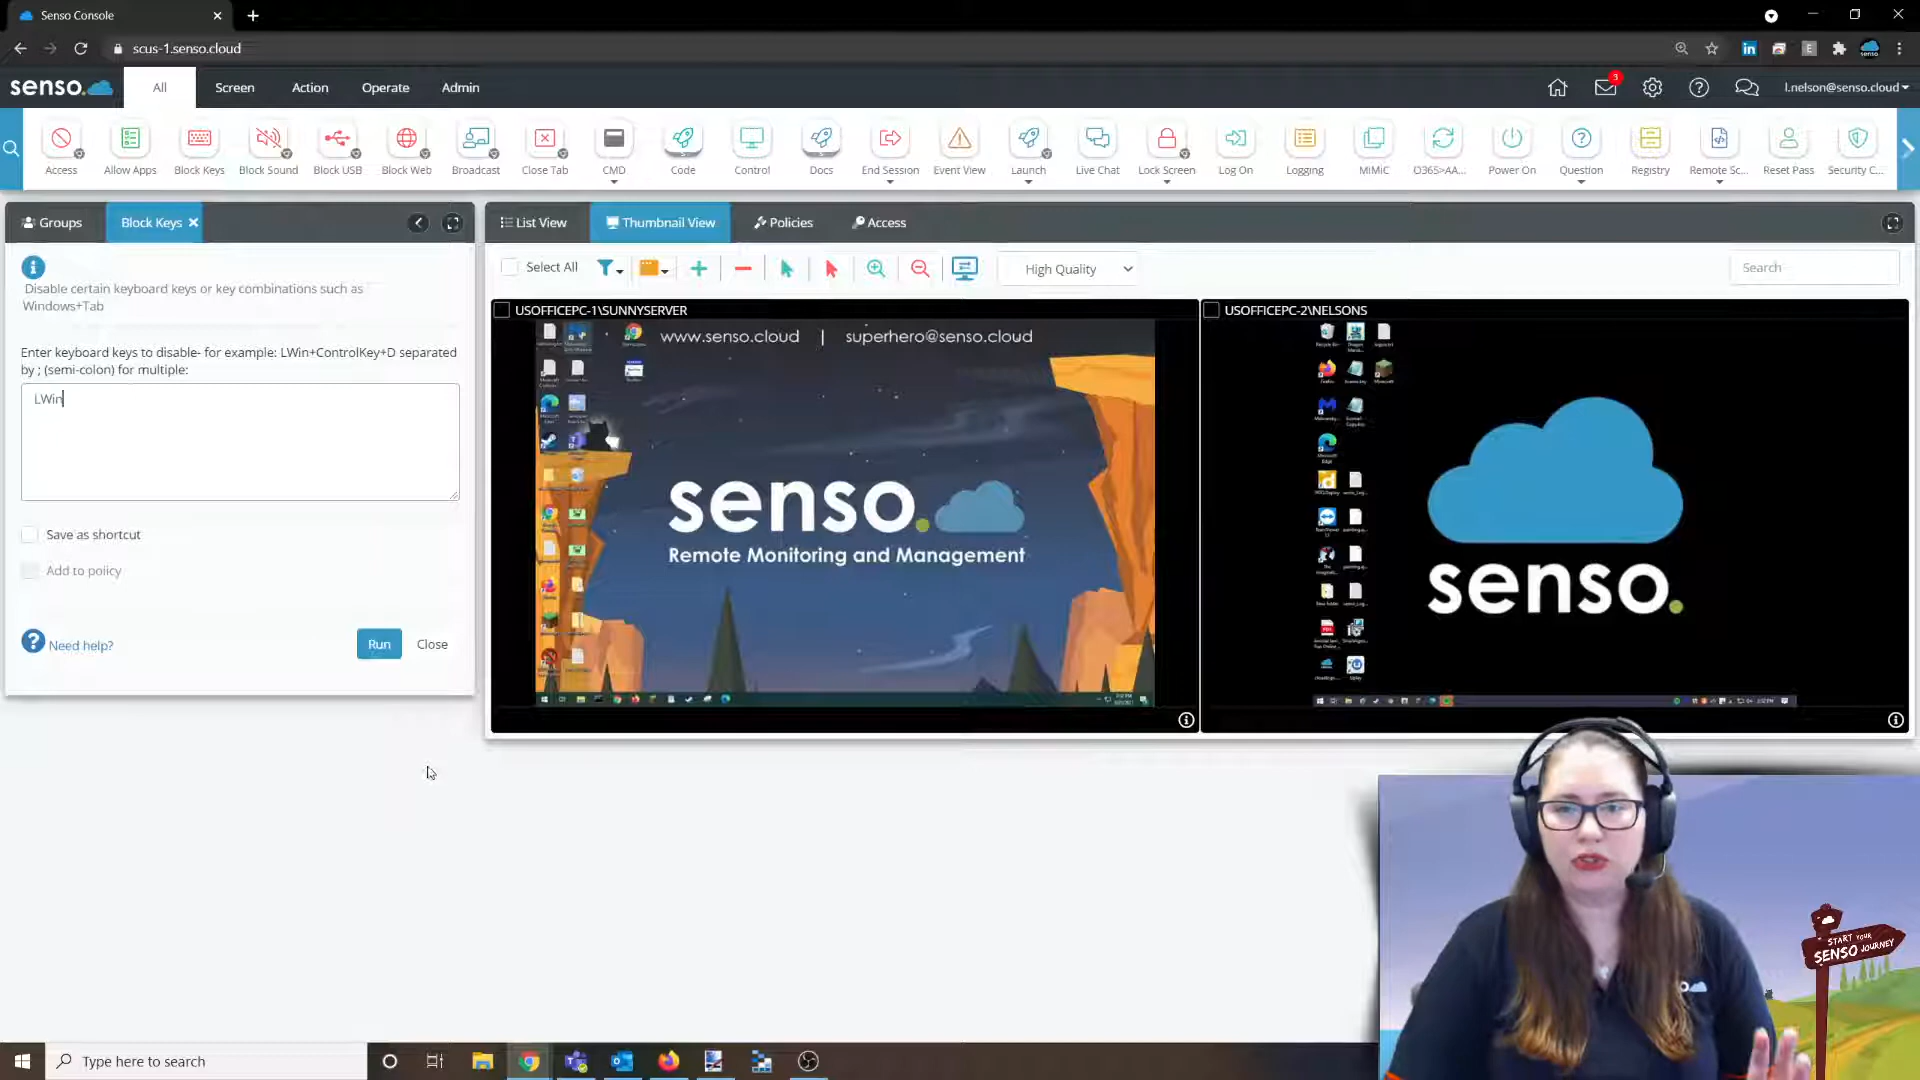 Senso Console
scus-1.senso.cloud
senso.
All
Screen
Action
Operate
Admin
3
l.nelson@senso.cloud
Access
Allow Apps
Block Keys
Block Sound
Block USB
Block Web
Broadcast
Close Tab
CMD
Code
Control
Docs
End Session
Event View
Launch
Live Chat
Lock Screen
Log On
Logging
MiMiC
O365>AA...
Power On
Question
Registry
Remote Sc...
Reset Pass
Security C...
Groups
Block Keys
List View
Thumbnail View
Policies
Access
Disable certain keyboard keys or key combinations such as
Windows+Tab
Enter keyboard keys to disable- for example: LWin+ControlKey+D separated
by ; (semi-colon) for multiple:
LWin
Save as shortcut
Add to policy
Need help?
Run
Close
Select All
High Quality
Search
USOFFICEPC-1\SUNNYSERVER
www.senso.cloud | superhero@senso.cloud
senso.
Remote Monitoring and Management
USOFFICEPC-2\NELSONS
senso.
START YOUR
SENSO JOURNEY
Type here to search